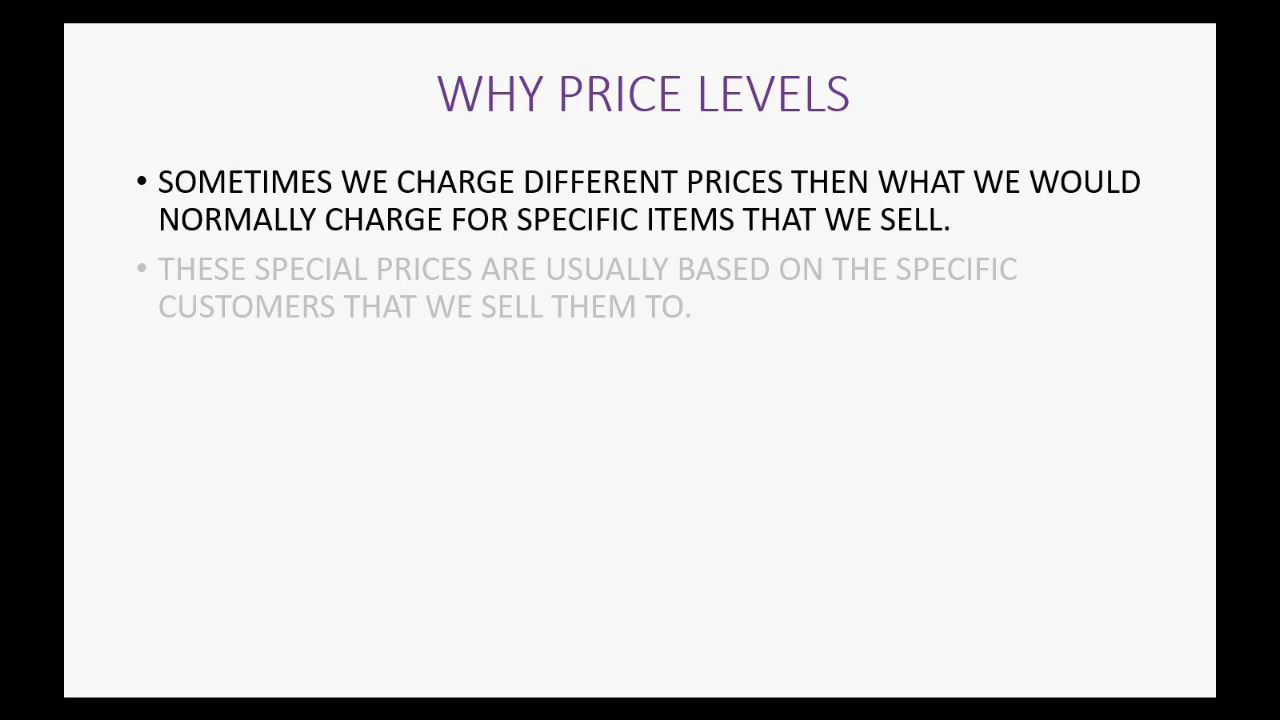 WHY PRICE LEVELS
• SOMETIMES WE CHARGE DIFFERENT PRICES THEN WHAT WE WOULD
NORMALLY CHARGE FOR SPECIFIC ITEMS THAT WE SELL.
• THESE SPECIAL PRICES ARE USUALLY BASED ON THE SPECIFIC
CUSTOMERS THAT WE SELL THEM TO.